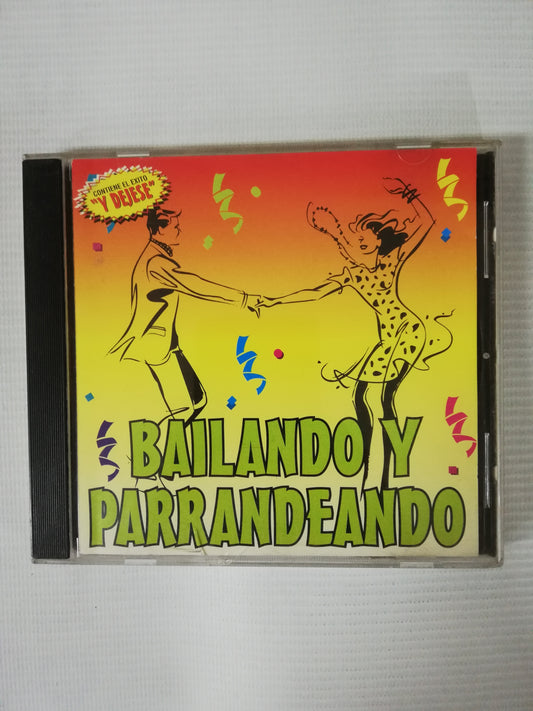 CONTIENE EL EXITO
"Y DEJESE"
BAILANDO Y
PARRANDEANDO